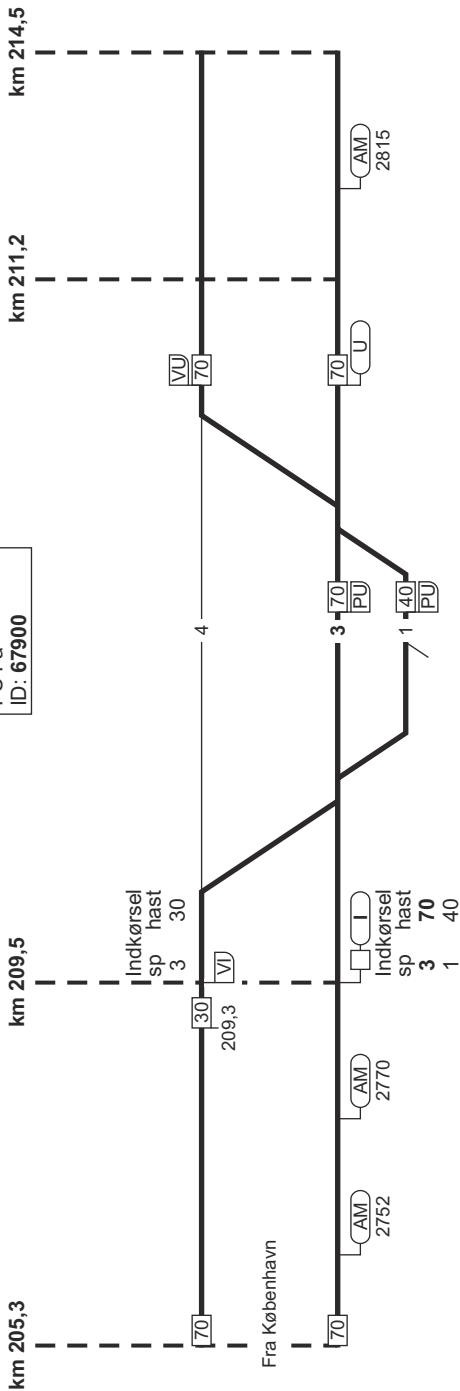 ID: 67900
km 205,3
km 209,5
km 211,2
km 214,5
Indkørsel
sp hast
3 30
VU
70
30
70
209,3
VI
4
Fra København
70
3
70
70
PU
AM
2752
AM
2770
I
U
AM
2815
Indkørsel
sp hast
3 70
1 40
1
40
PU